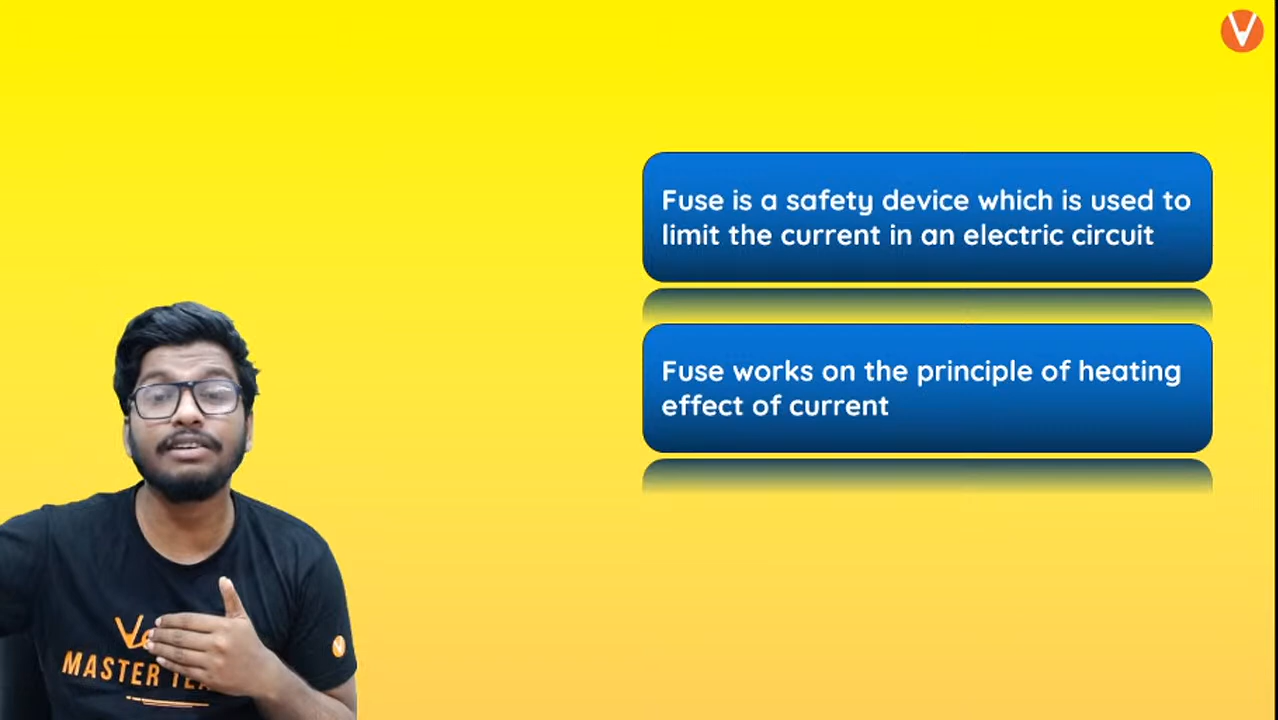 Fuse is a safety device which is used to
limit the current in an electric circuit
Fuse works on the principle of heating
effect of current
MASTER